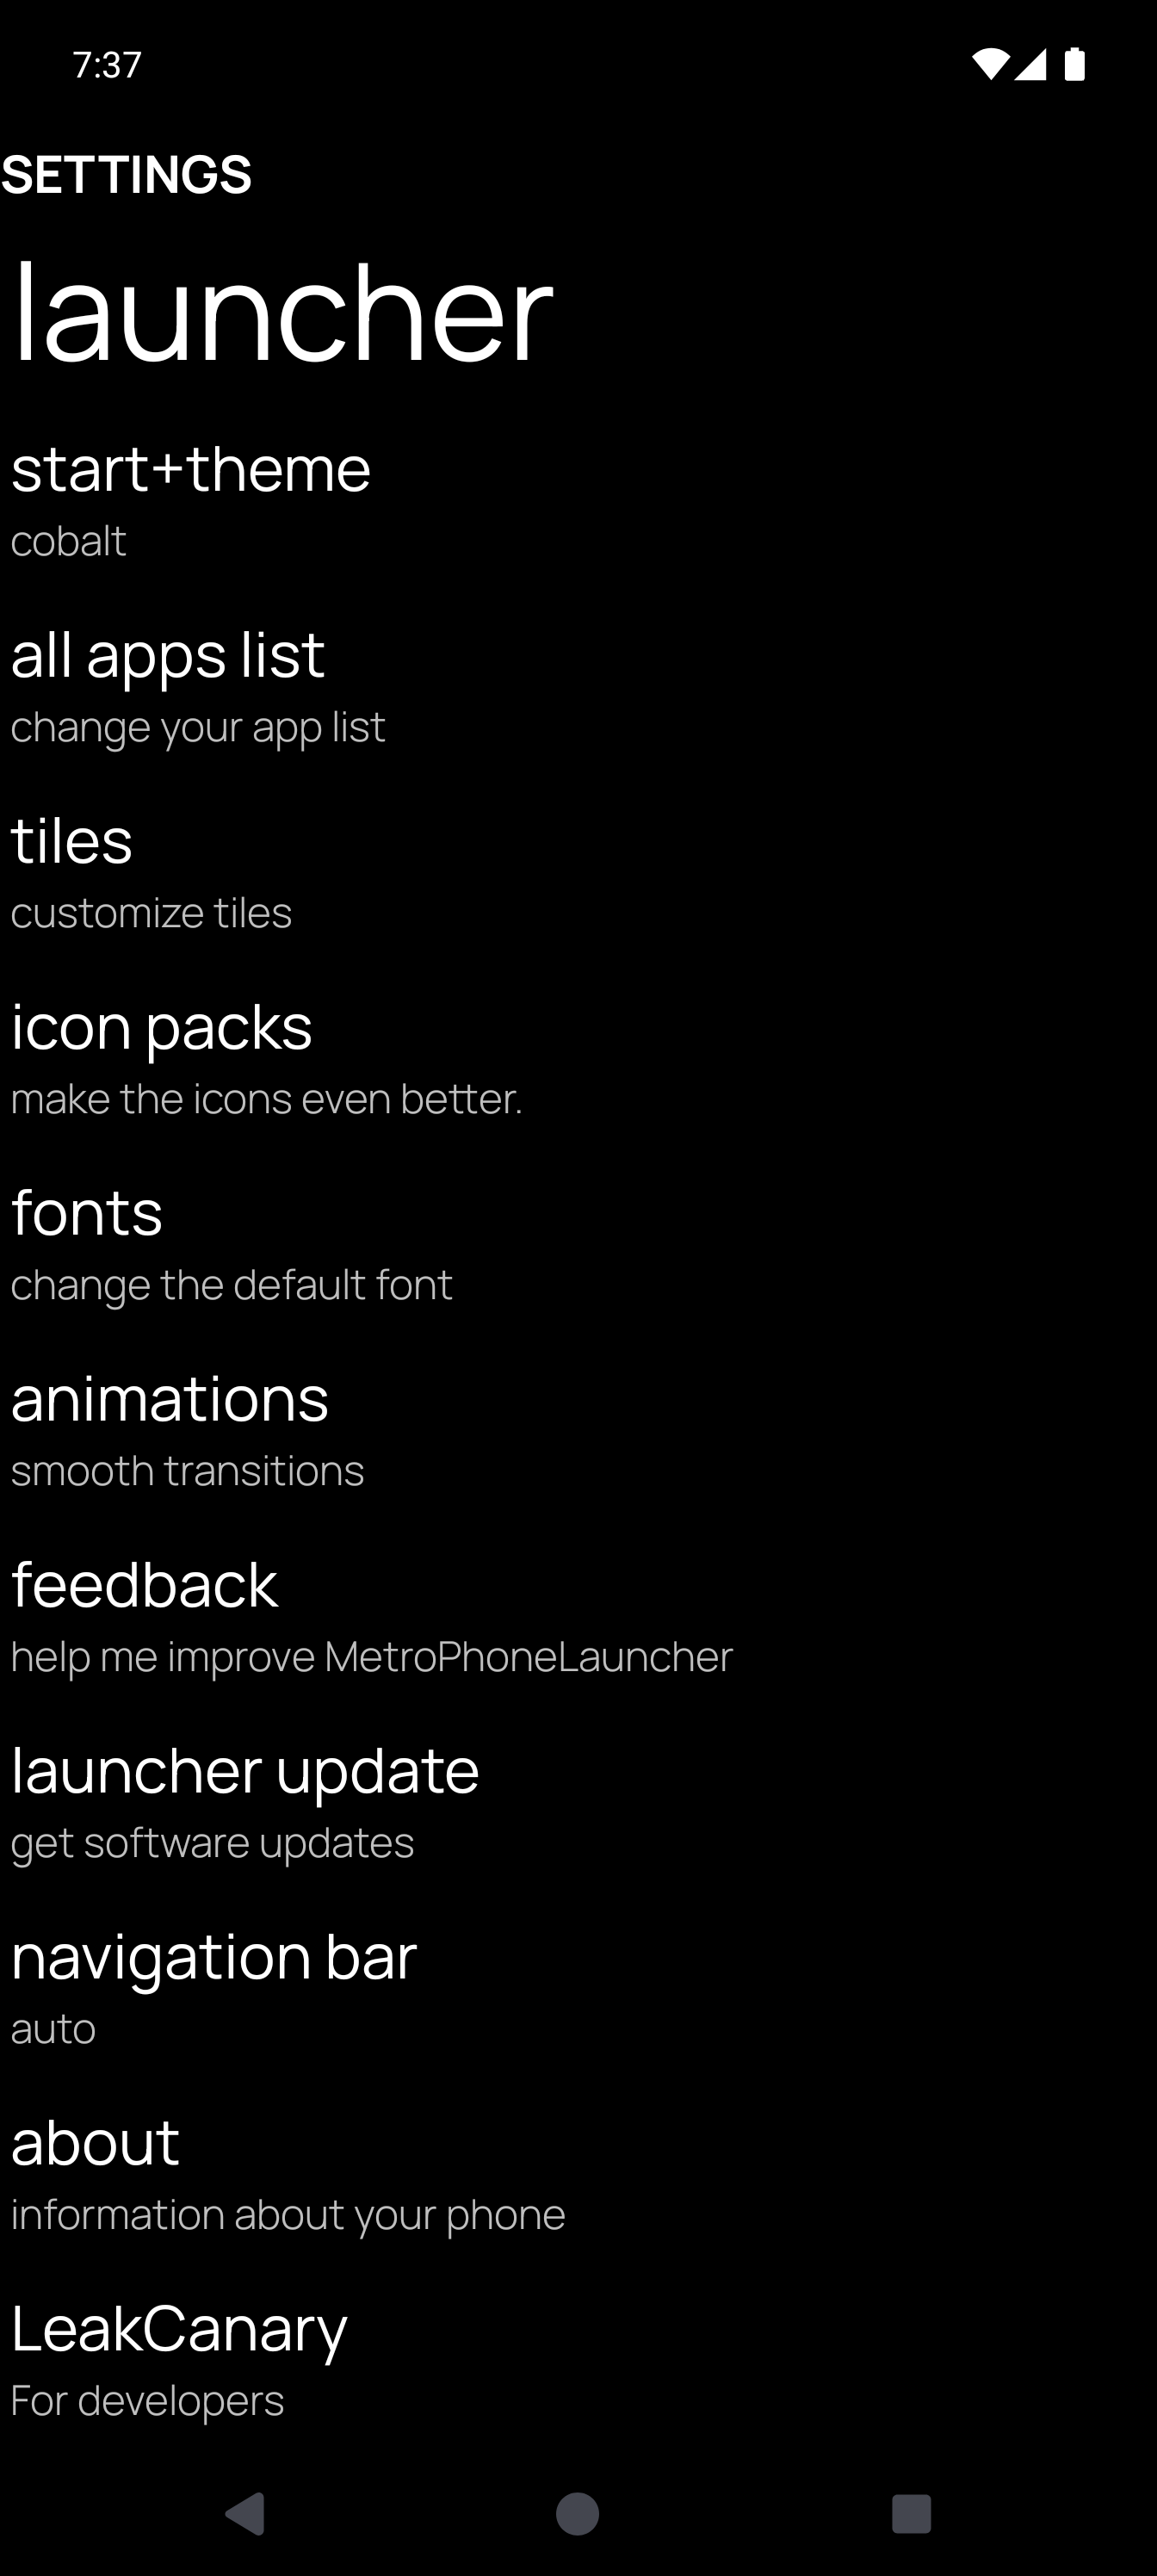 7:37
SETTINGS
launcher
start+theme
cobalt
all apps list
change your app list
tiles
customize tiles
icon packs
make the icons even better.
fonts
change the default font
animations
smooth transitions
feedback
help me improve MetroPhoneLauncher
launcher update
get software updates
navigation bar
auto
about
information about your phone
LeakCanary
For developers